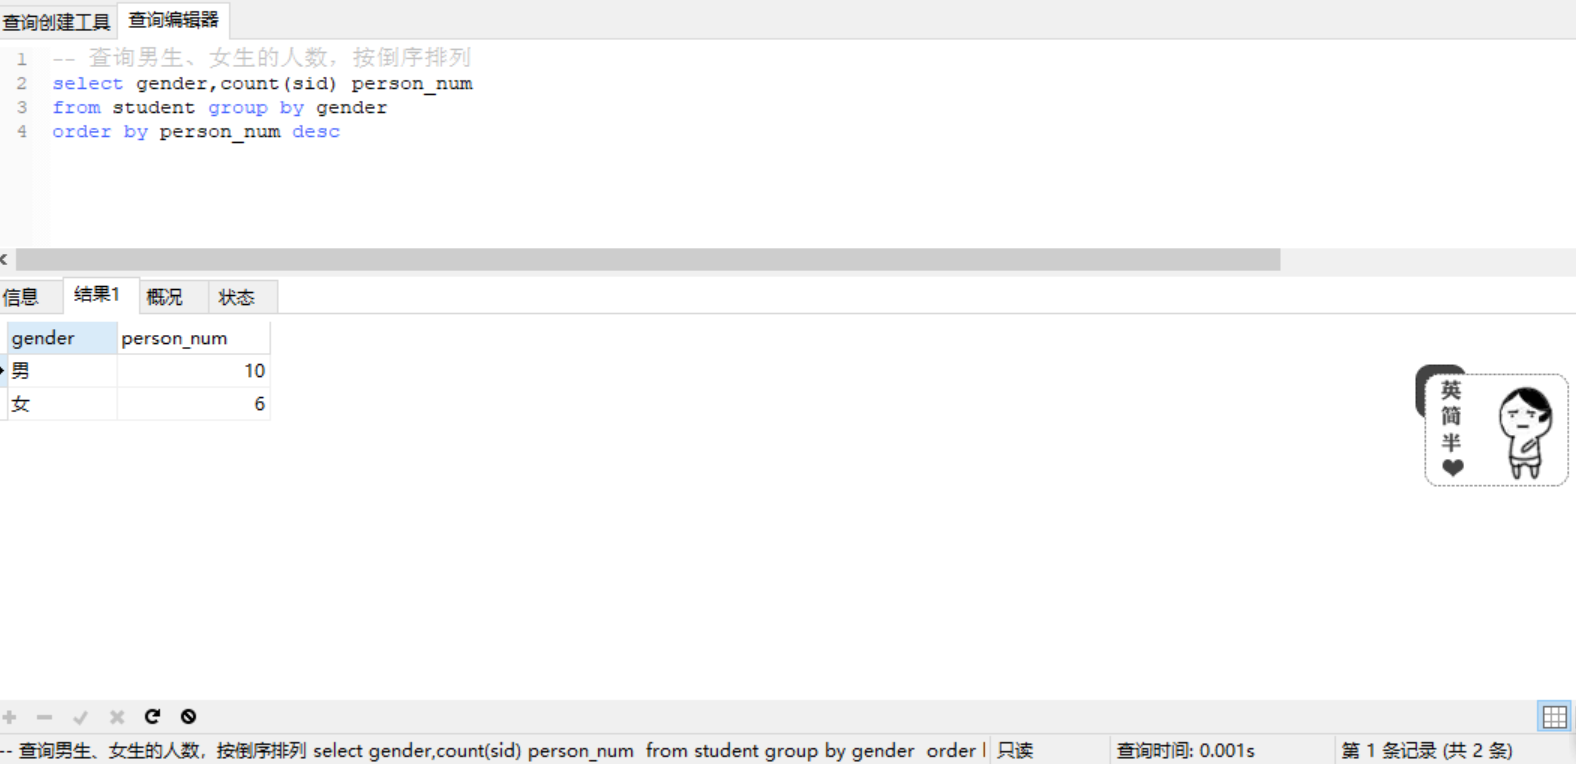 查询创建工具 查询编辑器
1 -- 查询男生、女生的人数，按倒序排列
2 select gender,count(sid) person_num
3 from student group by gender
4 order by person_num desc
信息 结果1 概况 状态
gender person_num
男 10
女 6
英
简
半
-- 查询男生、女生的人数，按倒序排列 select gender,count(sid) person_num from student group by gender order 只读 查询时间: 0.001s 第 1 条记录 (共 2 条)